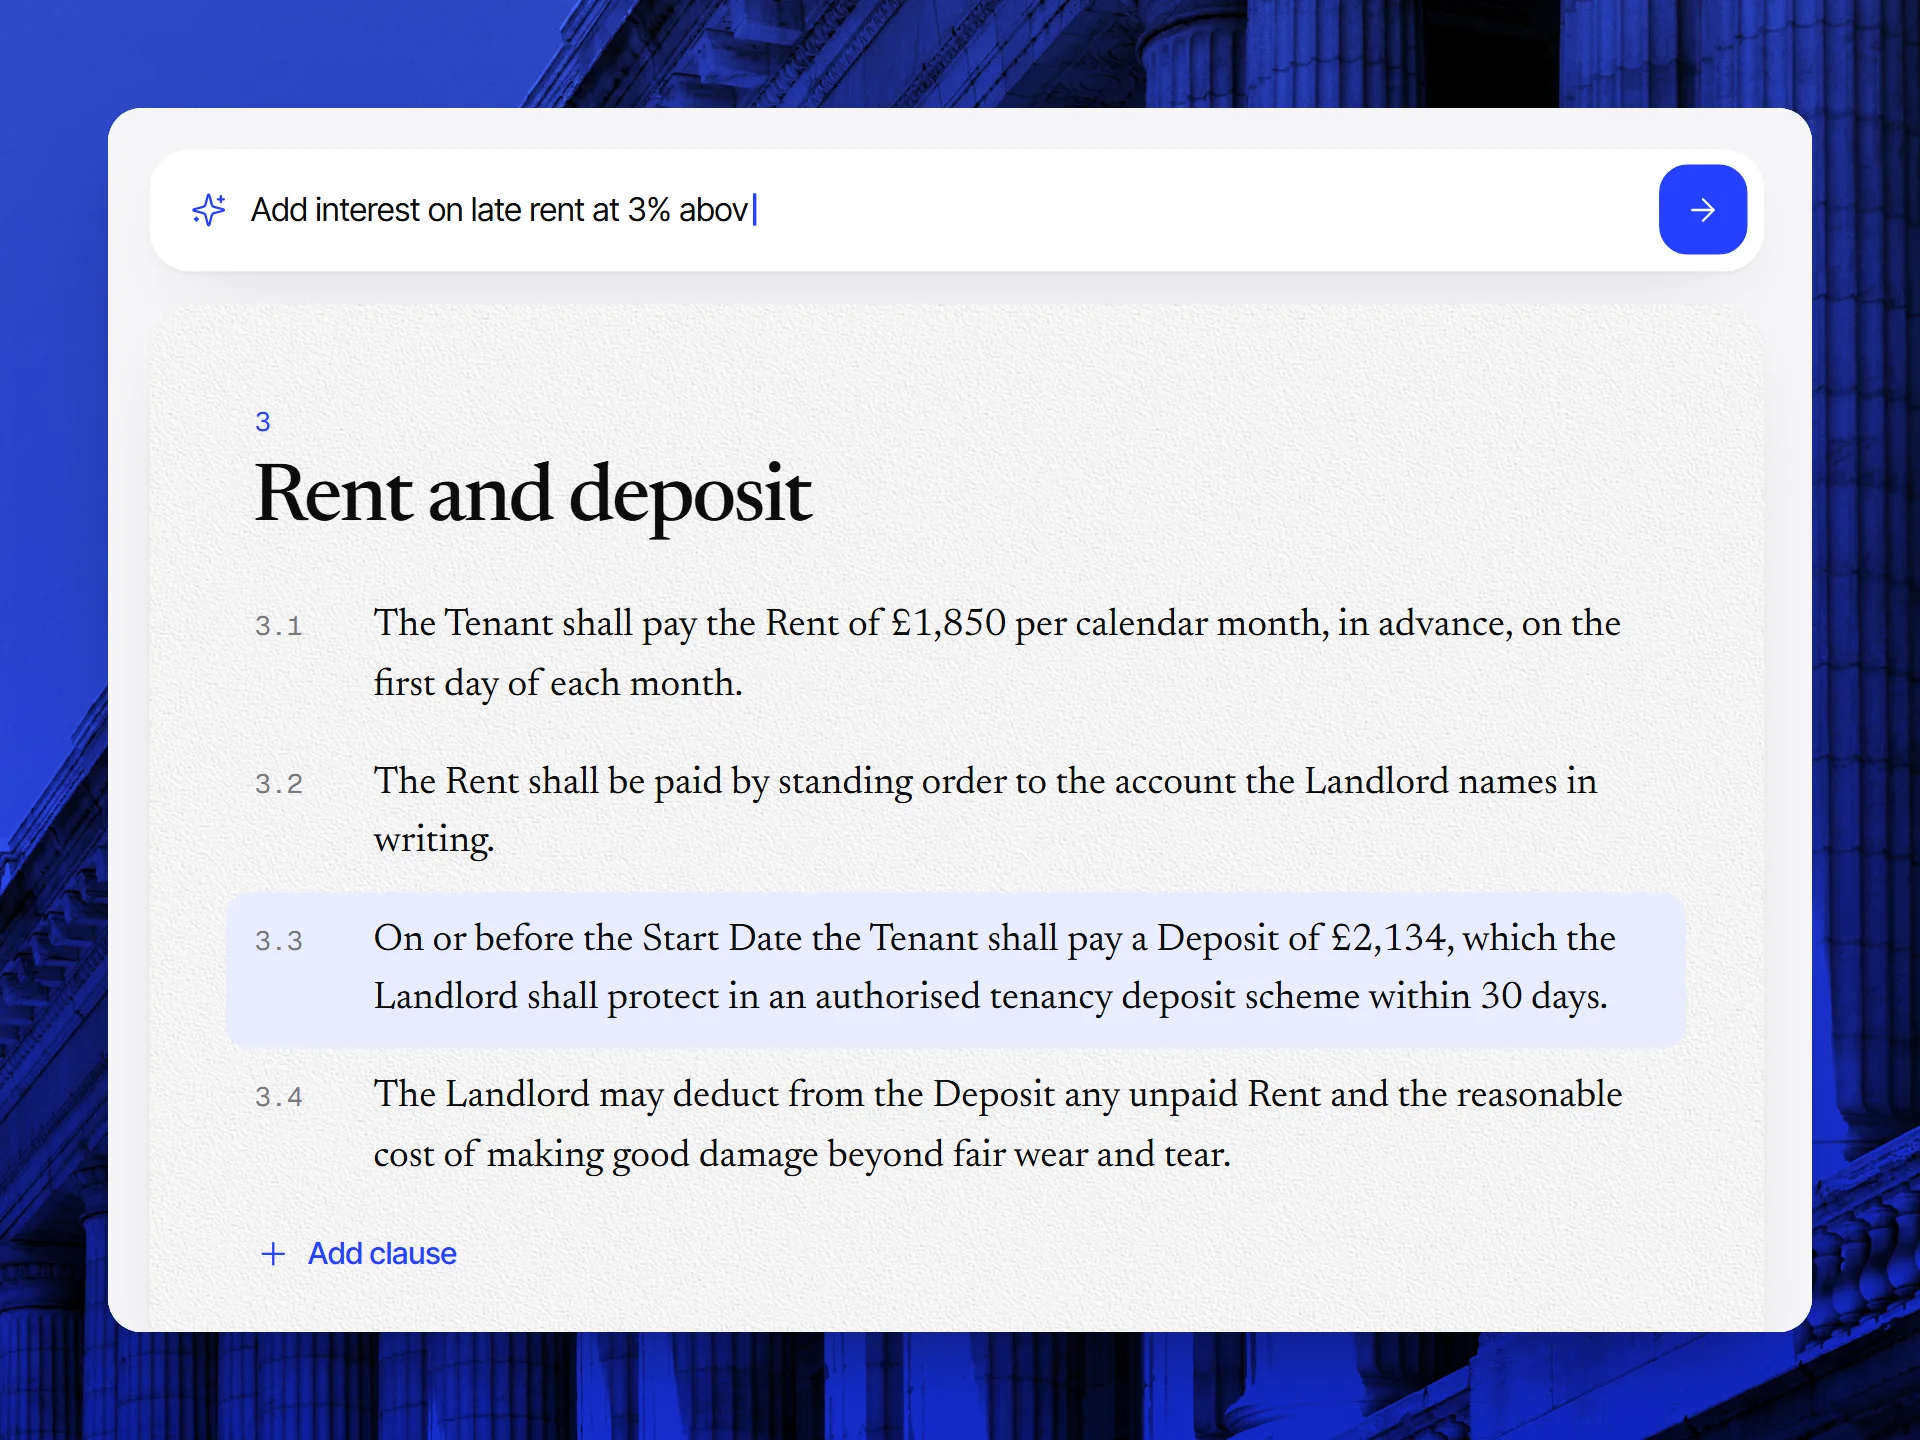 Add interest on late rent at 3% abov
3
Rent and deposit
3.1 The Tenant shall pay the Rent of £1,850 per calendar month, in advance, on the
first day of each month.
3.2 The Rent shall be paid by standing order to the account the Landlord names in
writing.
3.3 On or before the Start Date the Tenant shall pay a Deposit of £2,134, which the
Landlord shall protect in an authorised tenancy deposit scheme within 30 days.
3.4 The Landlord may deduct from the Deposit any unpaid Rent and the reasonable
cost of making good damage beyond fair wear and tear.
Add clause